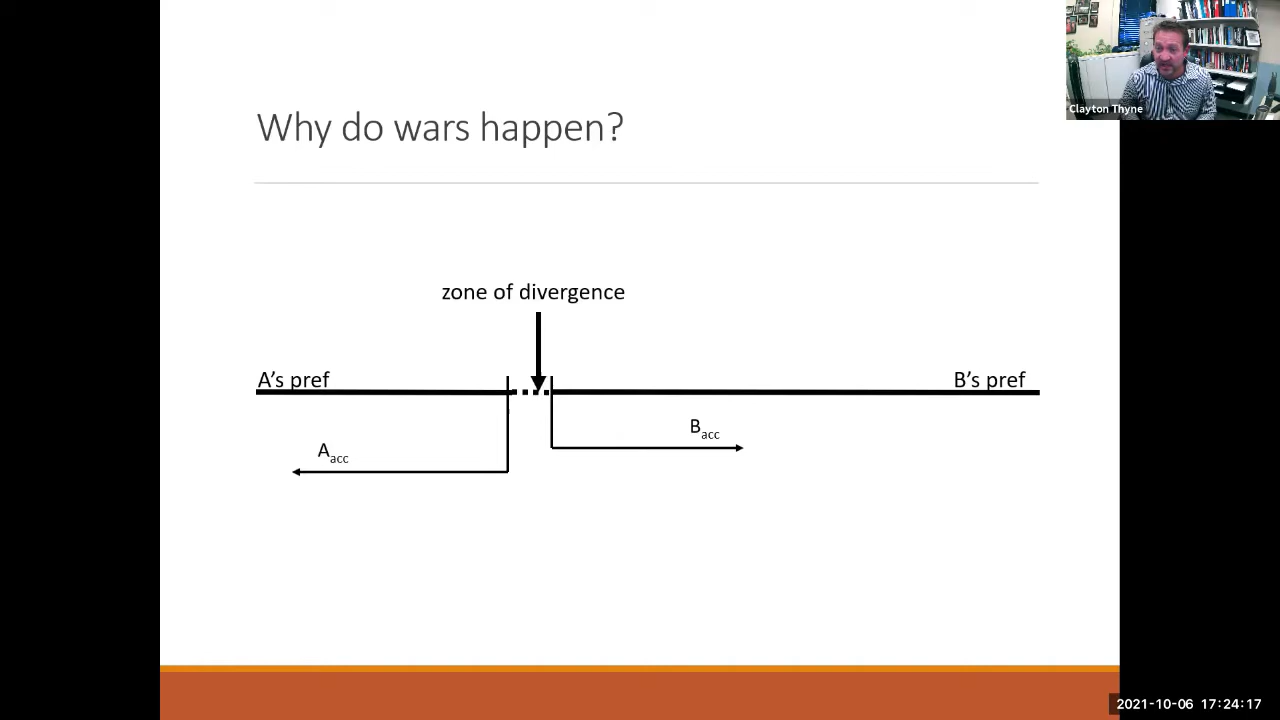 Clayton Thyne
Why do wars happen?
zone of divergence
A’s pref
B’s pref
Bacc
Aacc
2021-10-06 17:24:17